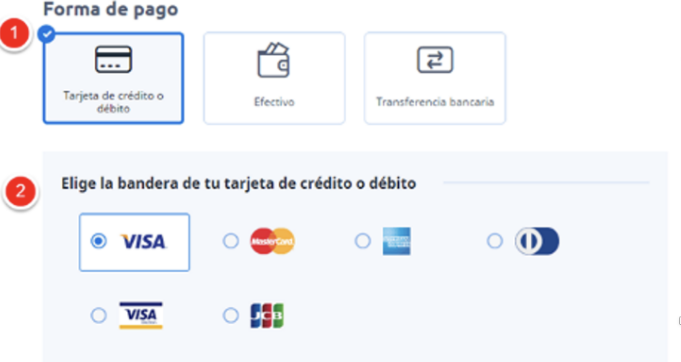 Forma de pago
1
Tarjeta de crédito o
débito
Efectivo
Transferencia bancaria
2
Elige la bandera de tu tarjeta de crédito o débito
VISA
MasterCard
VISA
JCB